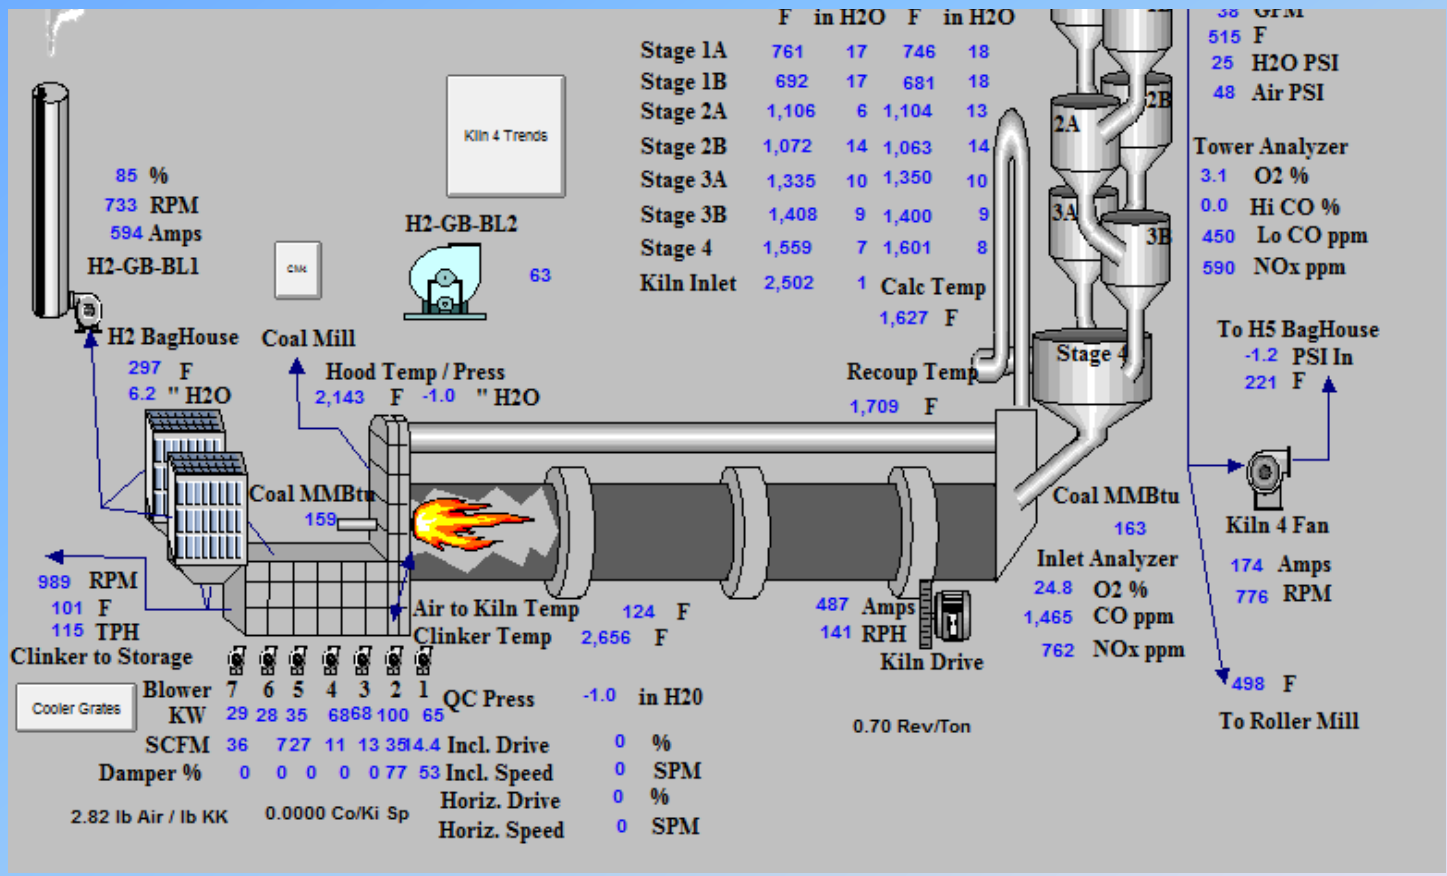 F in H2O F in H2O
Stage 1A 761 17 746 18
Stage 1B 692 17 681 18
Stage 2A 1,106 6 1,104 13
Stage 2B 1,072 14 1,063 14
Stage 3A 1,335 10 1,350 10
Stage 3B 1,408 9 1,400 9
Stage 4 1,559 7 1,601 8
Kiln Inlet 2,502 1 Calc Temp
1,627 F
Recoup Temp
1,709 F
38 GPM
515 F
25 H2O PSI
48 Air PSI
2B
2A
3A
3B
Stage 4
Tower Analyzer
3.1 O2 %
0.0 Hi CO %
450 Lo CO ppm
590 NOx ppm
Kiln 4 Trends
85 %
733 RPM
594 Amps
H2-GB-BL1
H2-GB-BL2
63
H2 BagHouse
297 F
6.2 " H2O
Coal Mill
Hood Temp / Press
2,143 F -1.0 " H2O
To H5 BagHouse
-1.2 PSI In
221 F
Coal MMBtu
159
Coal MMBtu
163
Kiln 4 Fan
174 Amps
776 RPM
Inlet Analyzer
24.8 O2 %
1,465 CO ppm
762 NOx ppm
989 RPM
101 F
115 TPH
Clinker to Storage
Air to Kiln Temp 124 F
Clinker Temp 2,656 F
487 Amps
141 RPH
Kiln Drive
0.70 Rev/Ton
498 F
To Roller Mill
Cooler Grates
Blower 7 6 5 4 3 2 1
KW 29 28 35 68 68 100 65
SCFM 36 7 27 11 13 35 14.4
Damper % 0 0 0 0 0 77 53
QC Press -1.0 in H20
Incl. Drive 0 %
Incl. Speed 0 SPM
Horiz. Drive 0 %
Horiz. Speed 0 SPM
2.82 lb Air / lb KK 0.0000 Co/Ki Sp